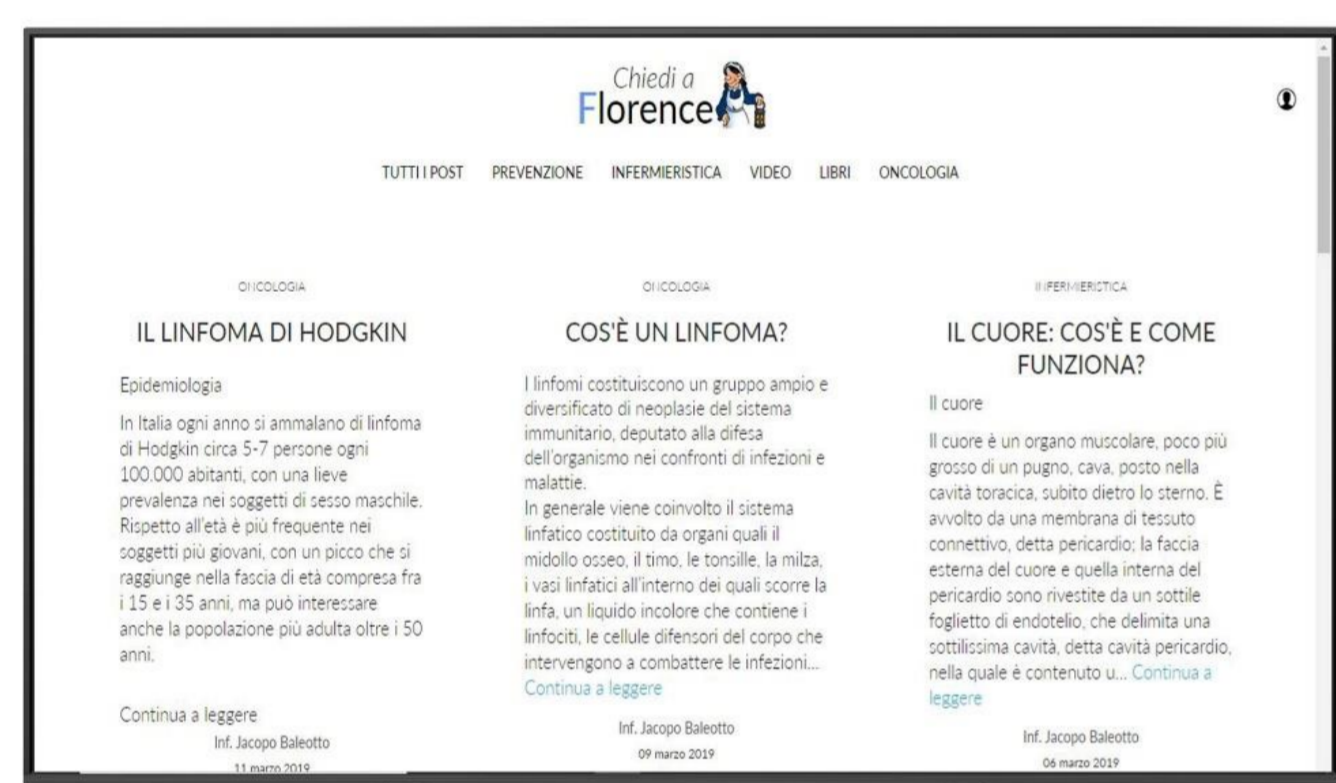 Chiedi a
Florence
TUTTI I POST PREVENZIONE INFERMIERISTICA VIDEO LIBRI ONCOLOGIA
ONCOLOGIA
IL LINFOMA DI HODGKIN
Epidemiologia
In Italia ogni anno si ammalano di linfoma
di Hodgkin circa 5-7 persone ogni
100.000 abitanti, con una lieve
prevalenza nei soggetti di sesso maschile.
Rispetto all'età è più frequente nei
soggetti più giovani, con un picco che si
raggiunge nella fascia di età compresa fra
i 15 e i 35 anni, ma può interessare
anche la popolazione più adulta oltre i 50
anni.
Continua a leggere
Inf. Jacopo Baleotto
11 marzo 2019
ONCOLOGIA
COS'È UN LINFOMA?
I linfomi costituiscono un gruppo ampio e
diversificato di neoplasie del sistema
immunitario, deputato alla difesa
dell'organismo nei confronti di infezioni e
malattie.
In generale viene coinvolto il sistema
linfatico costituito da organi quali il
midollo osseo, il timo, le tonsille, la milza,
i vasi linfatici all'interno dei quali scorre la
linfa, un liquido incolore che contiene i
linfociti, le cellule difensori del corpo che
intervengono a combattere le infezioni...
Continua a leggere
Inf. Jacopo Baleotto
09 marzo 2019
INFERMIERISTICA
IL CUORE: COS'È E COME
FUNZIONA?
Il cuore
Il cuore è un organo muscolare, poco più
grosso di un pugno, cava, posto nella
cavità toracica, subito dietro lo sterno. È
avvolto da una membrana di tessuto
connettivo, detta pericardio; la faccia
esterna del cuore e quella interna del
pericardio sono rivestite da un sottile
foglietto di endotelio, che delimita una
sottilissima cavità, detta cavità pericardio,
nella quale è contenuto u... Continua a
leggere
Inf. Jacopo Baleotto
06 marzo 2019